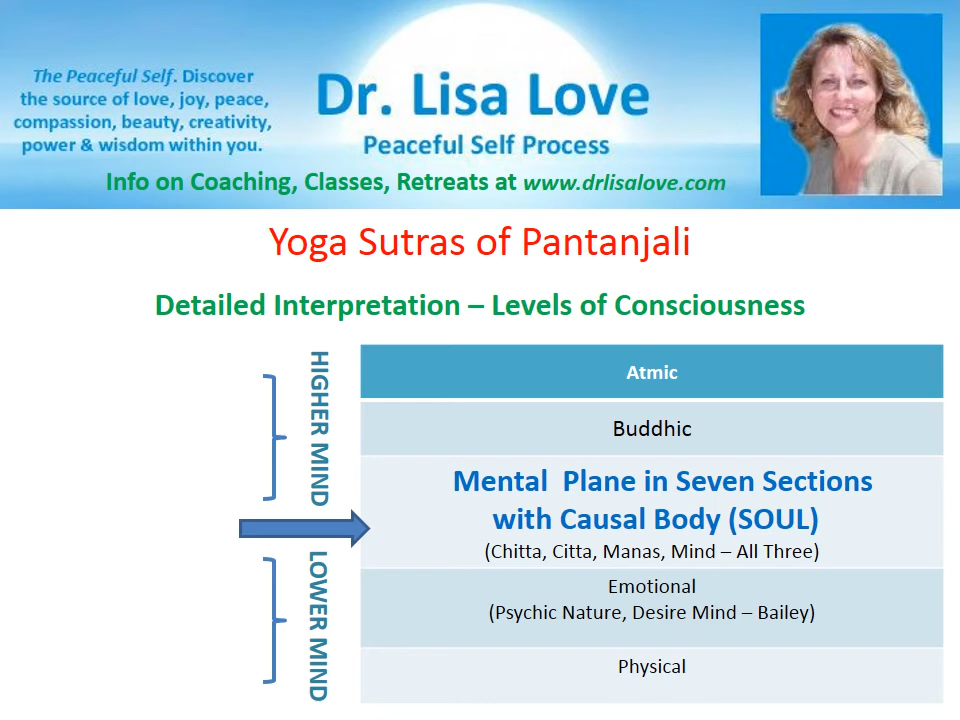 The Peaceful Self. Discover
the source of love, joy, peace,
compassion, beauty, creativity,
power & wisdom within you.
Dr. Lisa Love
Peaceful Self Process
Info on Coaching, Classes, Retreats at www.drlisalove.com
Yoga Sutras of Pantanjali
Detailed Interpretation – Levels of Consciousness
HIGHER MIND
LOWER MIND
Atmic
Buddhic
Mental  Plane in Seven Sections
with Causal Body (SOUL)
(Chitta, Citta, Manas, Mind – All Three)
Emotional
(Psychic Nature, Desire Mind – Bailey)
Physical